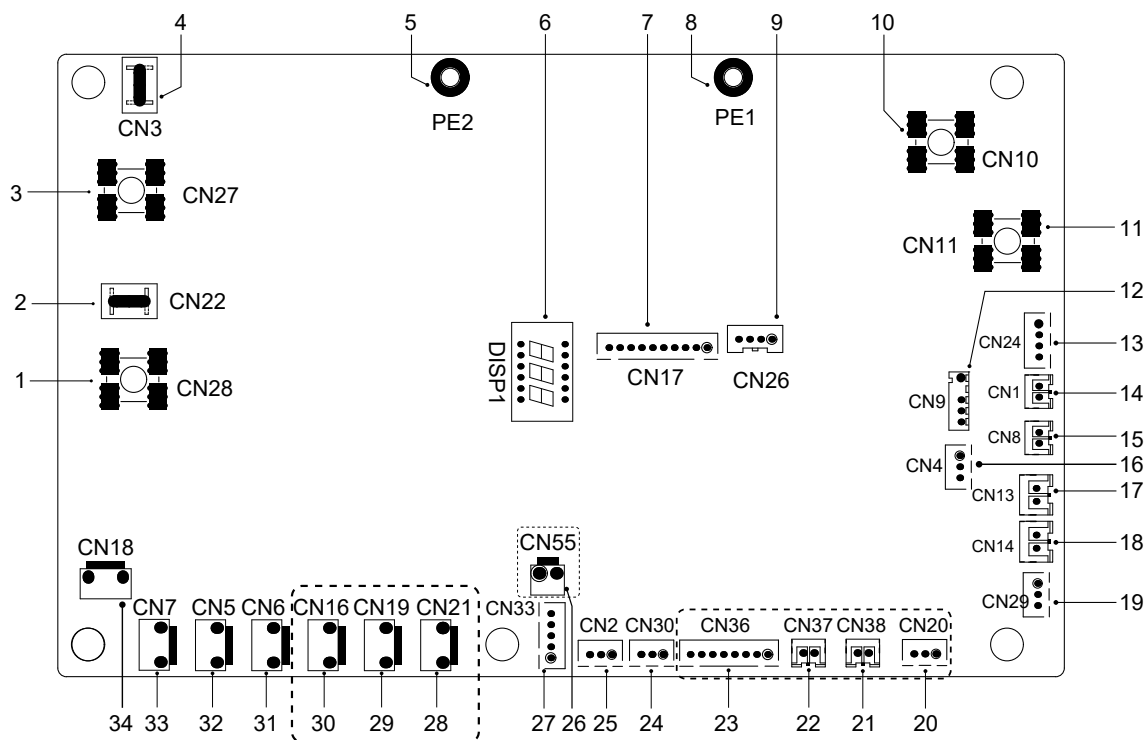 4 5 6 7 8 9 10
CN3
PE2
PE1
CN10
3
CN27
CN11
11
2
CN22
12
DISP1
CN17
CN26
CN24
13
1
CN28
CN9
CN1
14
CN8
15
CN4
16
CN13
17
CN14
18
CN18
CN55
CN29
19
CN7 CN5 CN6 CN16 CN19 CN21
CN33
CN2 CN30 CN36 CN37 CN38 CN20
34 33 32 31 30 29 28 27 26 25 24 23 22 21 20